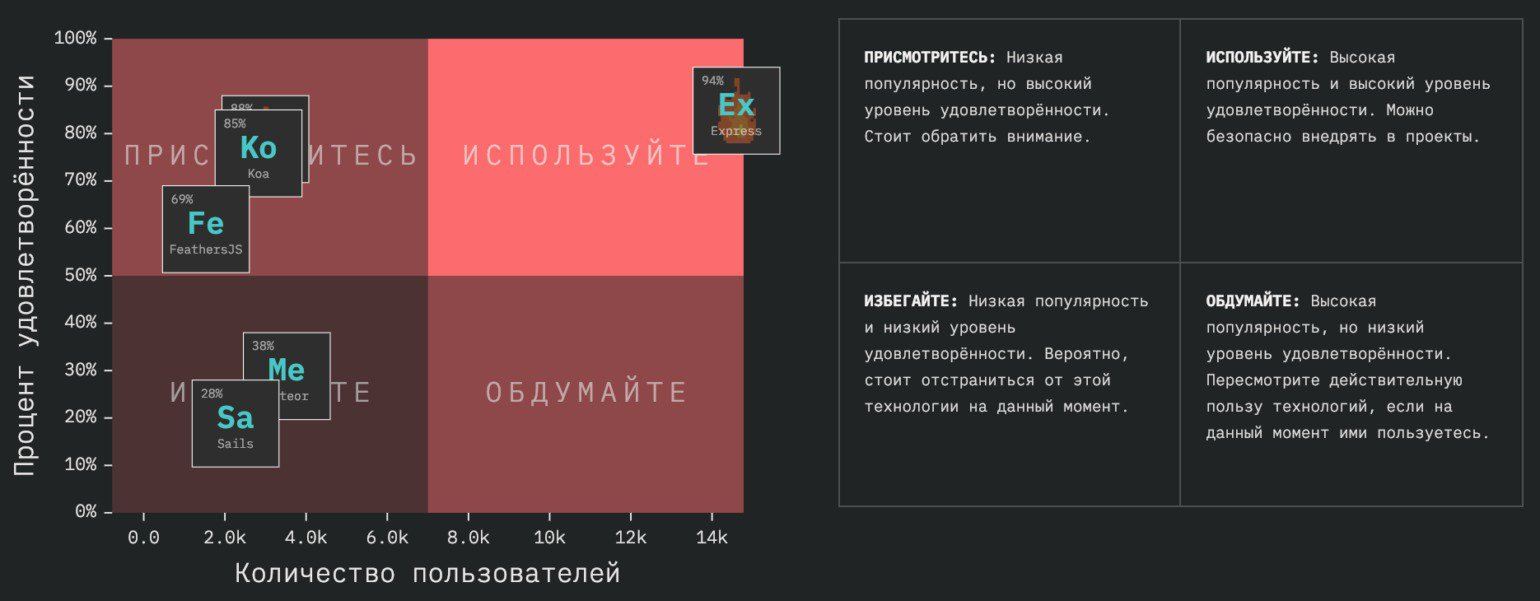 Процент удовлетворённости
100%
90%
80%
70%
60%
50%
40%
30%
20%
10%
0%
88%
85%
Ko
Koa
69%
Fe
FeathersJS
ИСПОЛЬЗУЙТЕ
94%
Ex
Express
38%
Me
28%
Sa
Sails
ОБДУМАЙТЕ
0.0 2.0k 4.0k 6.0k 8.0k 10k 12k 14k
Количество пользователей
ПРИСМОТРИТЕСЬ: Низкая
популярность, но высокий
уровень удовлетворённости.
Стоит обратить внимание.
ИСПОЛЬЗУЙТЕ: Высокая
популярность и высокий уровень
удовлетворённости. Можно
безопасно внедрять в проекты.
ИЗБЕГАЙТЕ: Низкая популярность
и низкий уровень
удовлетворённости. Вероятно,
стоит отстраниться от этой
технологии на данный момент.
ОБДУМАЙТЕ: Высокая
популярность, но низкий
уровень удовлетворённости.
Пересмотрите действительную
пользу технологий, если на
данный момент ими пользуетесь.